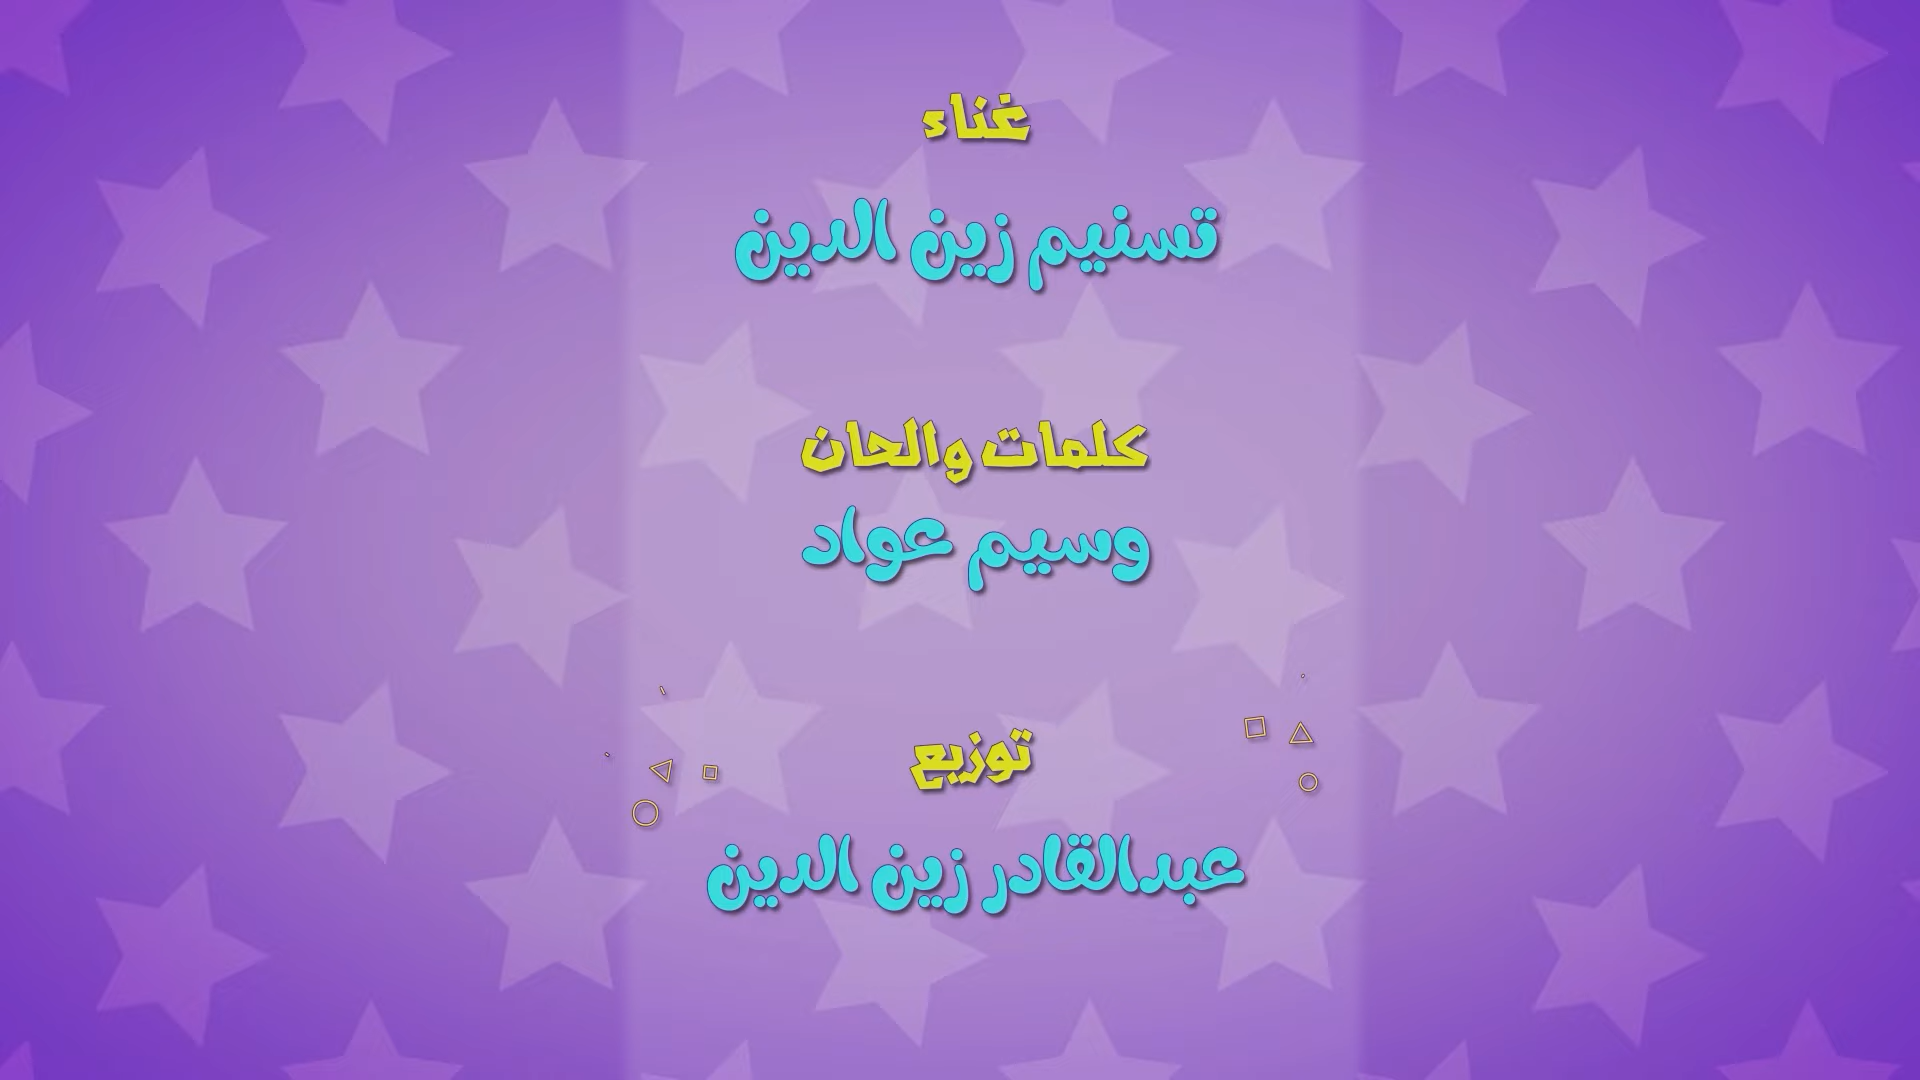 غناء
تسنيم زين الدين
كلمات والحان
وسيم عواد
توزيع
عبدالقادر زين الدين